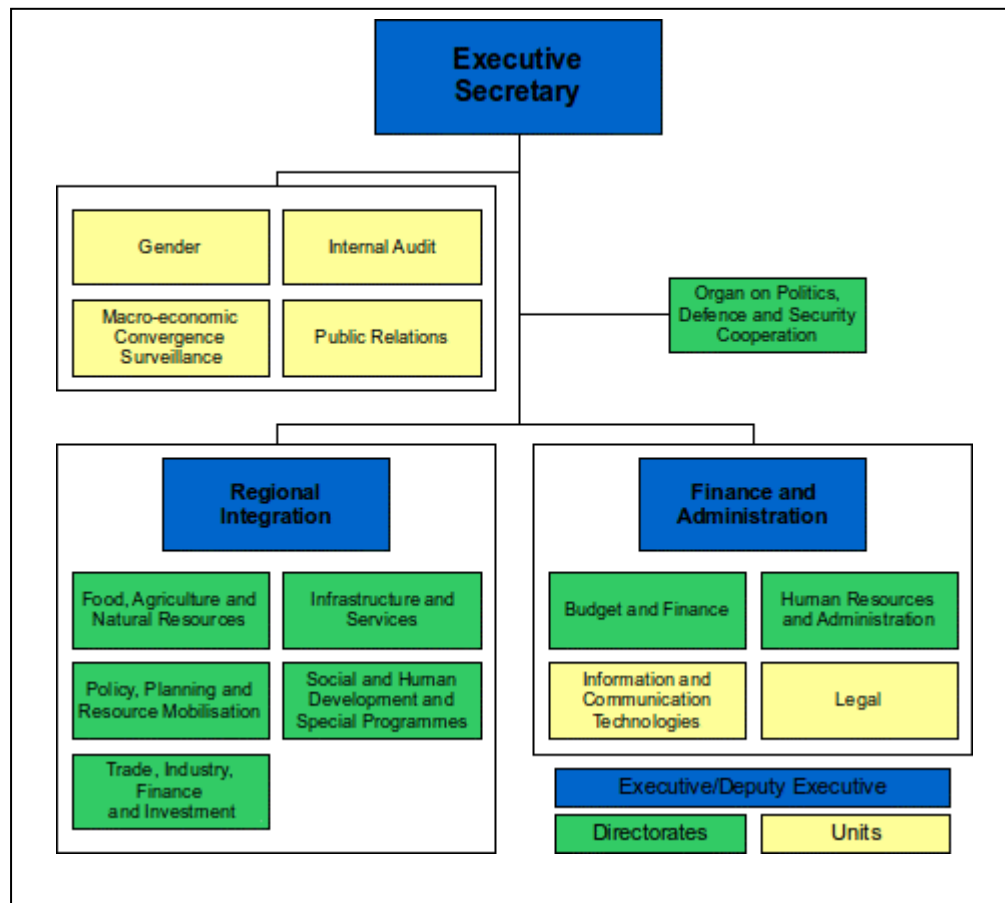 Executive
Secretary
Gender
Internal Audit
Macro-economic
Convergence
Surveillance
Public Relations
Organ on Politics,
Defence and Security
Cooperation
Regional
Integration
Food, Agriculture and
Natural Resources
Infrastructure and
Services
Policy, Planning and
Resource Mobilisation
Social and Human
Development and
Special Programmes
Trade, Industry,
Finance
and Investment
Finance and
Administration
Budget and Finance
Human Resources
and Administration
Information and
Communication
Technologies
Legal
Executive/Deputy Executive
Directorates
Units